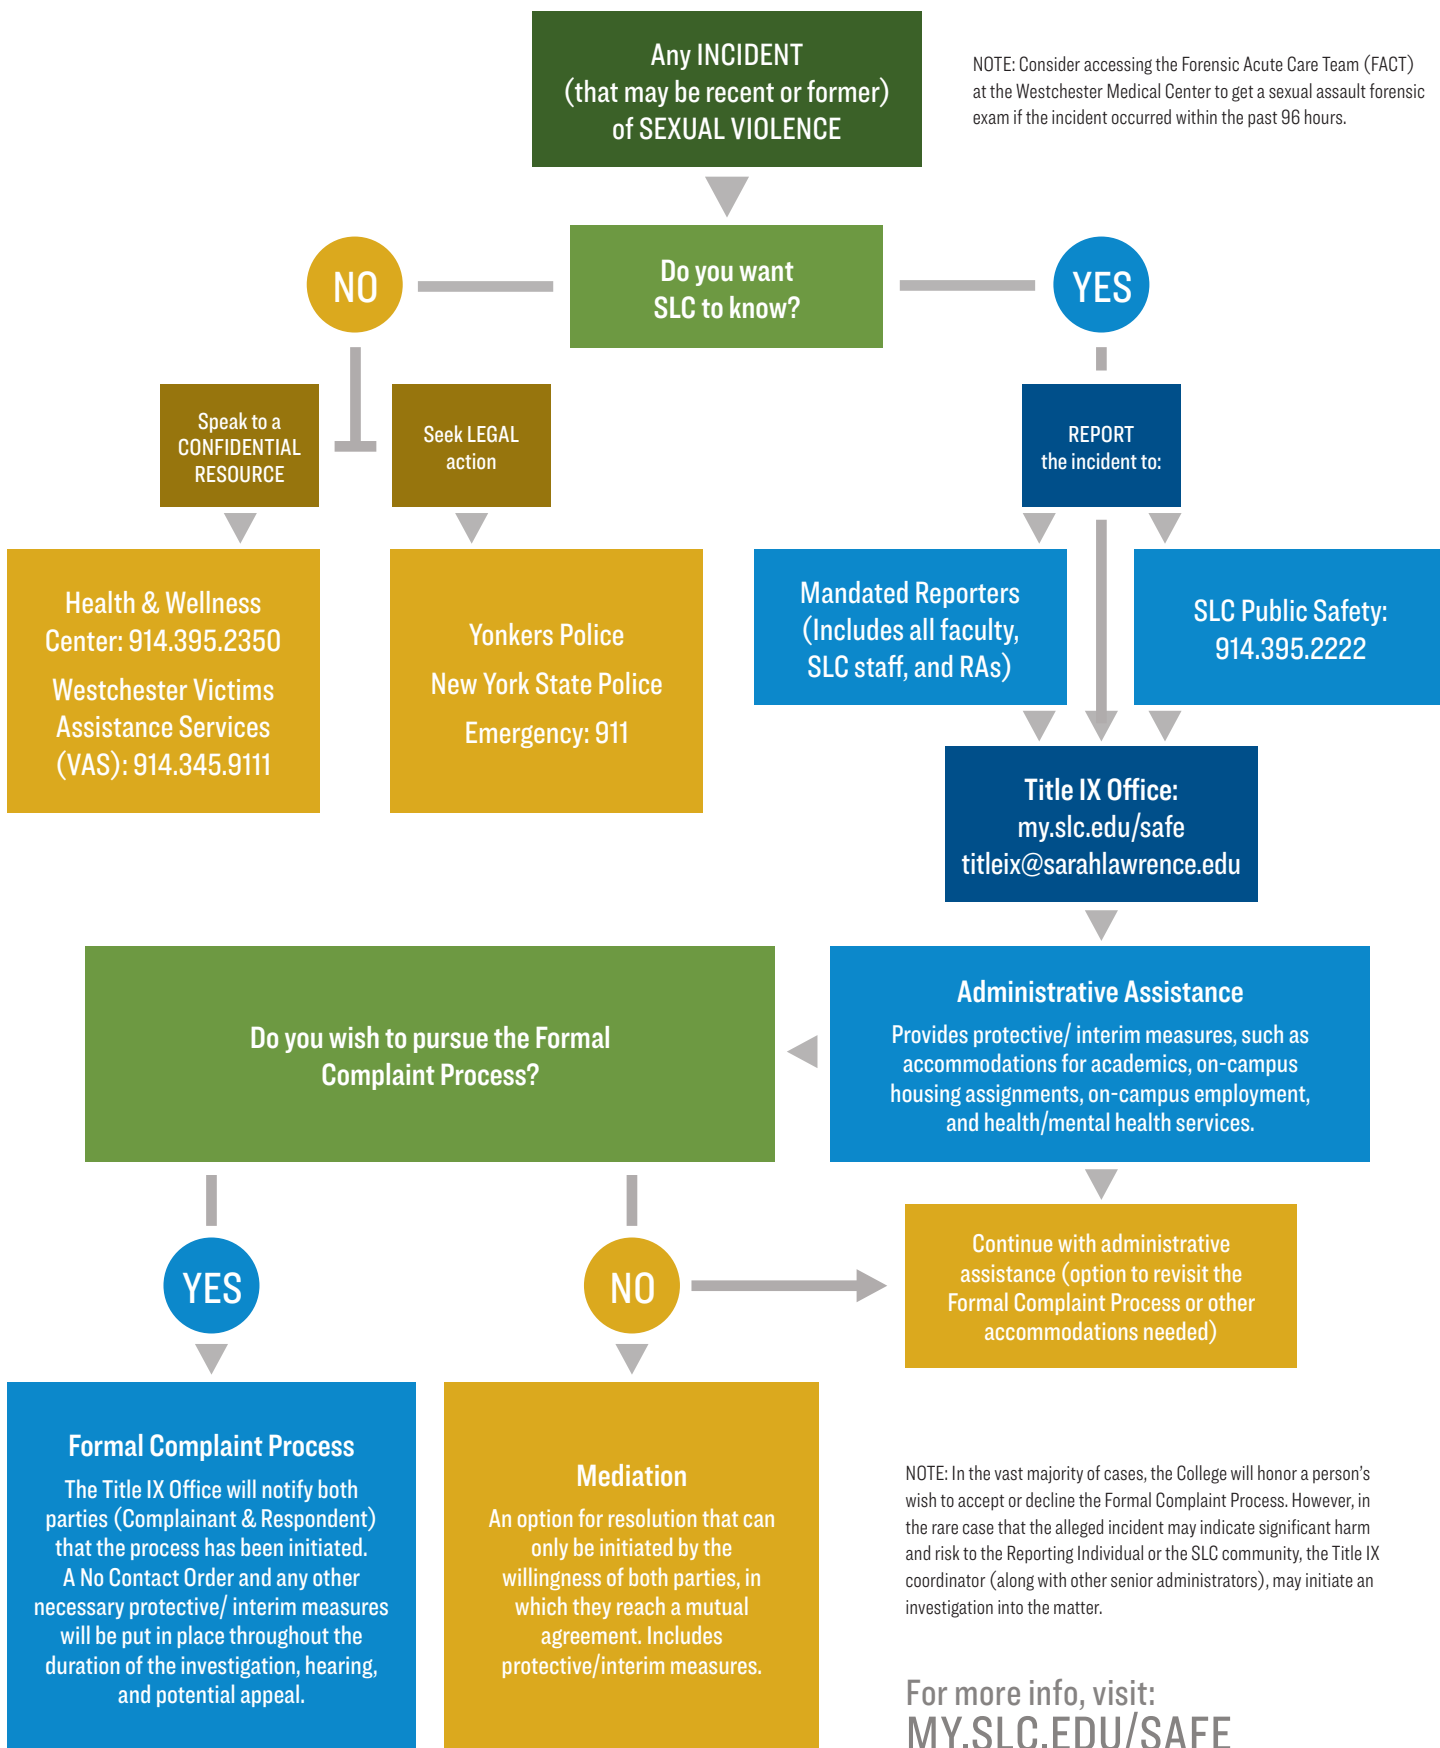 Any INCIDENT
(that may be recent or former)
of SEXUAL VIOLENCE
NOTE: Consider accessing the Forensic Acute Care Team (FACT)
at the Westchester Medical Center to get a sexual assault forensic
exam if the incident occurred within the past 96 hours.
Do you want
SLC to know?
NO
YES
Speak to a
CONFIDENTIAL
RESOURCE
Seek LEGAL
action
REPORT
the incident to:
Health & Wellness
Center: 914.395.2350
Westchester Victims
Assistance Services
(VAS): 914.345.9111
Yonkers Police
New York State Police
Emergency: 911
Mandated Reporters
(Includes all faculty,
SLC staff, and RAs)
SLC Public Safety:
914.395.2222
Title IX Office:
my.slc.edu/safe
titleix@sarahlawrence.edu
Administrative Assistance
Provides protective/ interim measures, such as
accommodations for academics, on-campus
housing assignments, on-campus employment,
and health/mental health services.
Do you wish to pursue the Formal
Complaint Process?
YES
NO
Continue with administrative
assistance (option to revisit the
Formal Complaint Process or other
accommodations needed)
Formal Complaint Process
The Title IX Office will notify both
parties (Complainant & Respondent)
that the process has been initiated.
A No Contact Order and any other
necessary protective/ interim measures
will be put in place throughout the
duration of the investigation, hearing,
and potential appeal.
Mediation
An option for resolution that can
only be initiated by the
willingness of both parties, in
which they reach a mutual
agreement. Includes
protective/interim measures.
NOTE: In the vast majority of cases, the College will honor a person's
wish to accept or decline the Formal Complaint Process. However, in
the rare case that the alleged incident may indicate significant harm
and risk to the Reporting Individual or the SLC community, the Title IX
coordinator (along with other senior administrators), may initiate an
investigation into the matter.
For more info, visit:
MY.SLC.EDU/SAFE